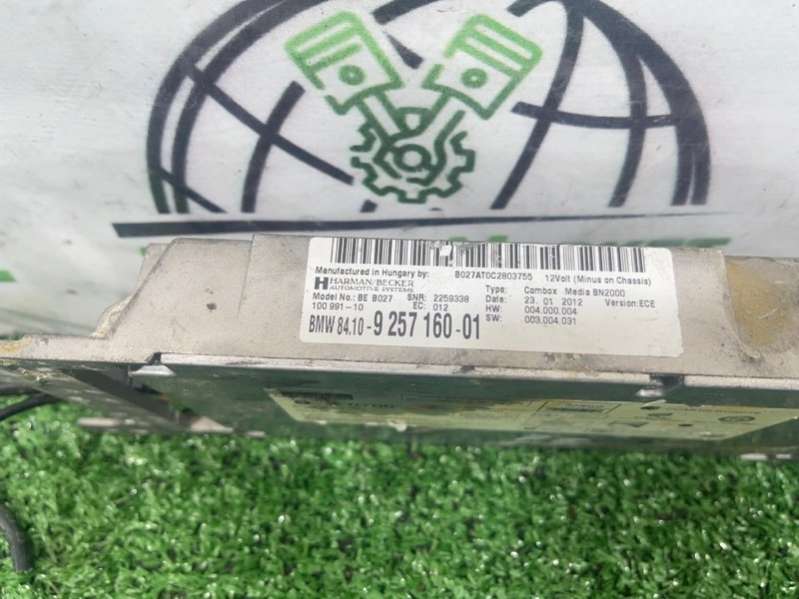 B027AT0C2803755 12Volt (Minus on Chassis)
Manufactured in Hungary by:
HARMAN/BECKER
AUTOMOTIVE SYSTEMS
Type: Combox Media BN2000
Model No.: BE B027 SNR: 2259338 Date: 23. 01 2012 Version: ECE
100 991-10 EC: 012 HW: 004.000.004
SW: 003.004.031
BMW 84.10- 9 257 160-01